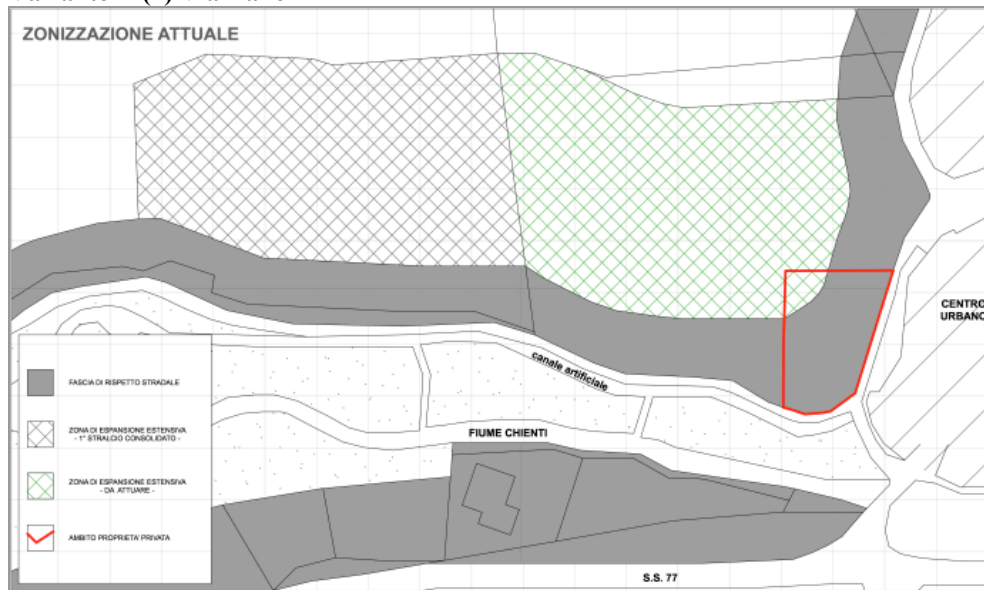 ZONIZZAZIONE ATTUALE
CENTRO
URBANO
canale artificiale
FIUME CHIENTI
FASCIA DI RISPETTO STRADALE
ZONA DI ESPANSIONE ESTENSIVA
- 1° STRALCIO CONSOLIDATO -
ZONA DI ESPANSIONE ESTENSIVA
- DA ATTUARE -
AMBITO PROPRIETA' PRIVATA
S.S. 77